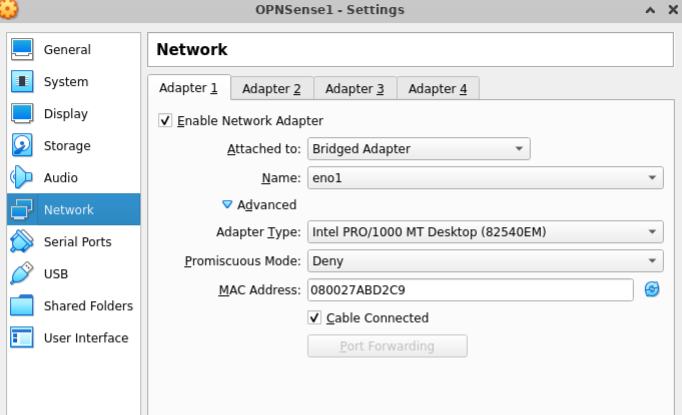 OPNSense1 - Settings
General
System
Display
Storage
Audio
Network
Serial Ports
USB
Shared Folders
User Interface
Network
Adapter 1 Adapter 2 Adapter 3 Adapter 4
Enable Network Adapter
Attached to: Bridged Adapter
Name: eno1
Advanced
Adapter Type: Intel PRO/1000 MT Desktop (82540EM)
Promiscuous Mode: Deny
MAC Address: 080027ABD2C9
Cable Connected
Port Forwarding